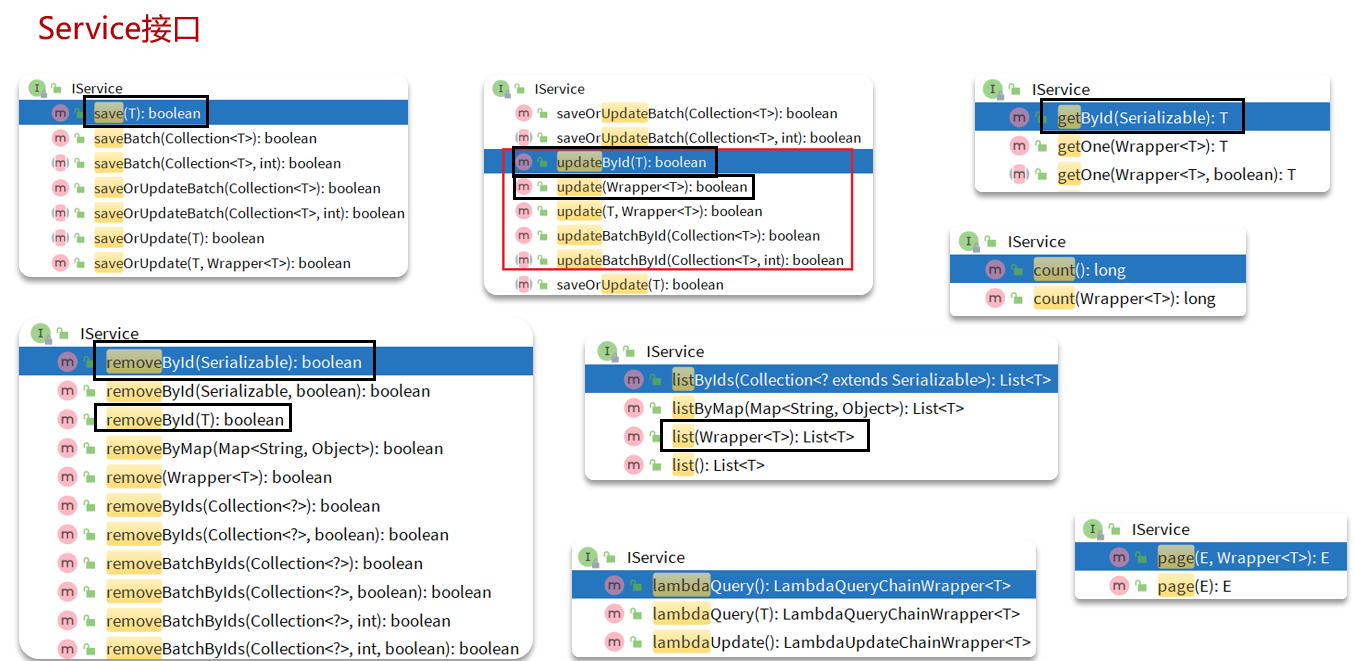 Service接口
IService
save(T): boolean
saveBatch(Collection<T>): boolean
saveBatch(Collection<T>, int): boolean
saveOrUpdateBatch(Collection<T>): boolean
saveOrUpdateBatch(Collection<T>, int): boolean
saveOrUpdate(T): boolean
saveOrUpdate(T, Wrapper<T>): boolean
IService
saveOrUpdateBatch(Collection<T>): boolean
saveOrUpdateBatch(Collection<T>, int): boolean
updateById(T): boolean
update(Wrapper<T>): boolean
update(T, Wrapper<T>): boolean
updateBatchById(Collection<T>): boolean
updateBatchById(Collection<T>, int): boolean
saveOrUpdate(T): boolean
IService
getById(Serializable): T
getOne(Wrapper<T>): T
getOne(Wrapper<T>, boolean): T
IService
count(): long
count(Wrapper<T>): long
IService
removeById(Serializable): boolean
removeById(Serializable, boolean): boolean
removeById(T): boolean
removeByMap(Map<String, Object>): boolean
remove(Wrapper<T>): boolean
removeByIds(Collection<?>): boolean
removeByIds(Collection<?>, boolean): boolean
removeBatchByIds(Collection<?>): boolean
removeBatchByIds(Collection<?>, boolean): boolean
removeBatchByIds(Collection<?>, int): boolean
removeBatchByIds(Collection<?>, int, boolean): boolean
IService
listByIds(Collection<? extends Serializable>): List<T>
listByMap(Map<String, Object>): List<T>
list(Wrapper<T>): List<T>
list(): List<T>
IService
lambdaQuery(): LambdaQueryChainWrapper<T>
lambdaQuery(T): LambdaQueryChainWrapper<T>
lambdaUpdate(): LambdaUpdateChainWrapper<T>
IService
page(E, Wrapper<T>): E
page(E): E